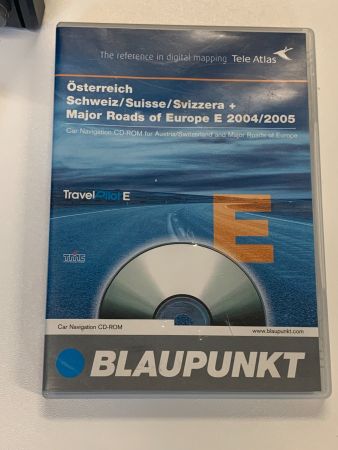 The reference in digital mapping Tele Atlas
Österreich
Schweiz/Suisse/Svizzera +
Major Roads of Europe E 2004/2005
Car Navigation CD-ROM for Austria/Switzerland and Major Roads of Europe
TravelPilot E
E
TMC
Car Navigation CD-ROM www.blaupunkt.com
BLAUPUNKT